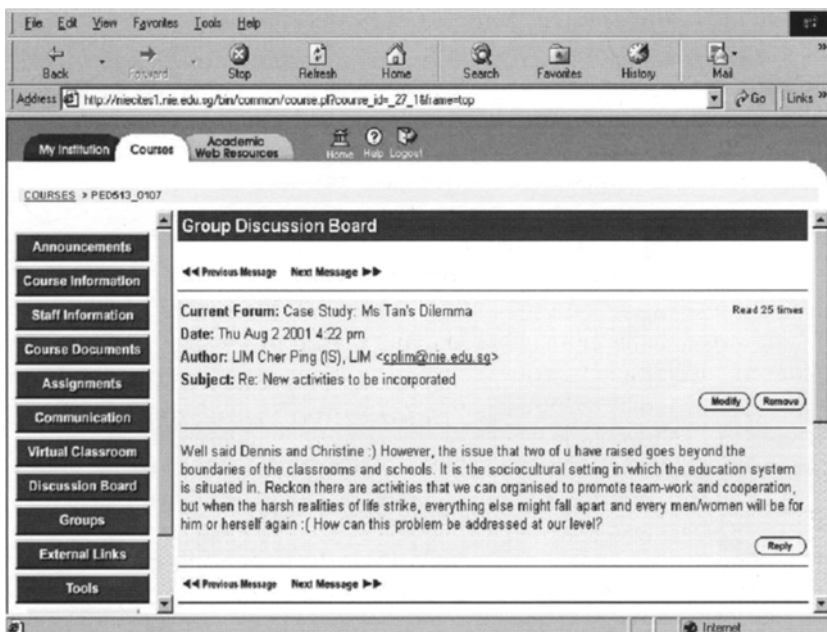 File Edit View Favorites Tools Help
Back Forward Stop Refresh Home Search Favorites History Mail
Address http://niecites1.nie.edu.sg/bin/common/course.pl?course_id=_27_1&frame=top Go Links
My Institution Courses Academic Web Resources Home Help Logout
COURSES > PED513_0107
Announcements
Course Information
Staff Information
Course Documents
Assignments
Communication
Virtual Classroom
Discussion Board
Groups
External Links
Tools
Group Discussion Board
Previous Message Next Message
Current Forum: Case Study: Ms Tan's Dilemma Read 25 times
Date: Thu Aug 2 2001 4:22 pm
Author: LIM Cher Ping (IS), LIM <cplim@nie.edu.sg>
Subject: Re: New activities to be incorporated
Modify Remove
Well said Dennis and Christine :) However, the issue that two of u have raised goes beyond the
boundaries of the classrooms and schools. It is the sociocultural setting in which the education system
is situated in. Reckon there are activities that we can organised to promote team-work and cooperation,
but when the harsh realities of life strike, everything else might fall apart and every men/women will be for
him or herself again :( How can this problem be addressed at our level?
Reply
Previous Message Next Message
Internet